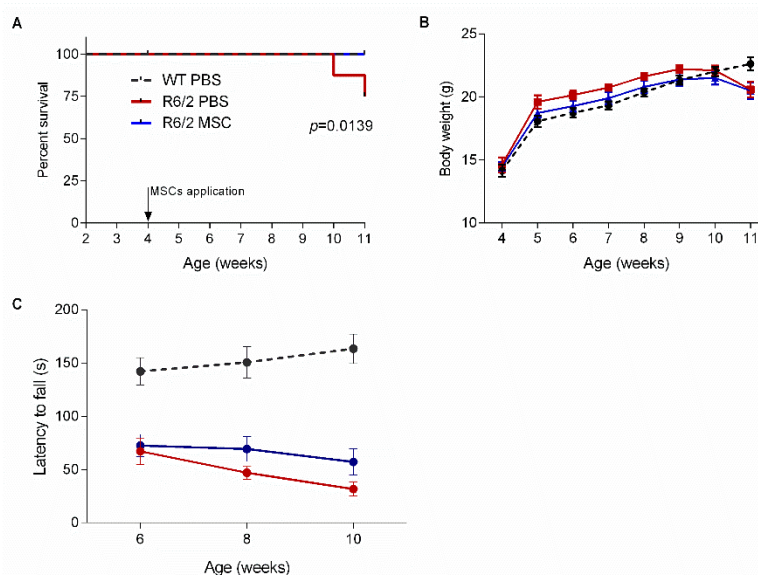 A
Percent survival
100
75
50
25
0
WT PBS
R6/2 PBS
R6/2 MSC
p=0.0139
MSCs application
2 3 4 5 6 7 8 9 10 11
Age (weeks)
B
Body weight (g)
25
20
15
10
4 5 6 7 8 9 10 11
Age (weeks)
C
Latency to fall (s)
200
150
100
50
0
6 8 10
Age (weeks)